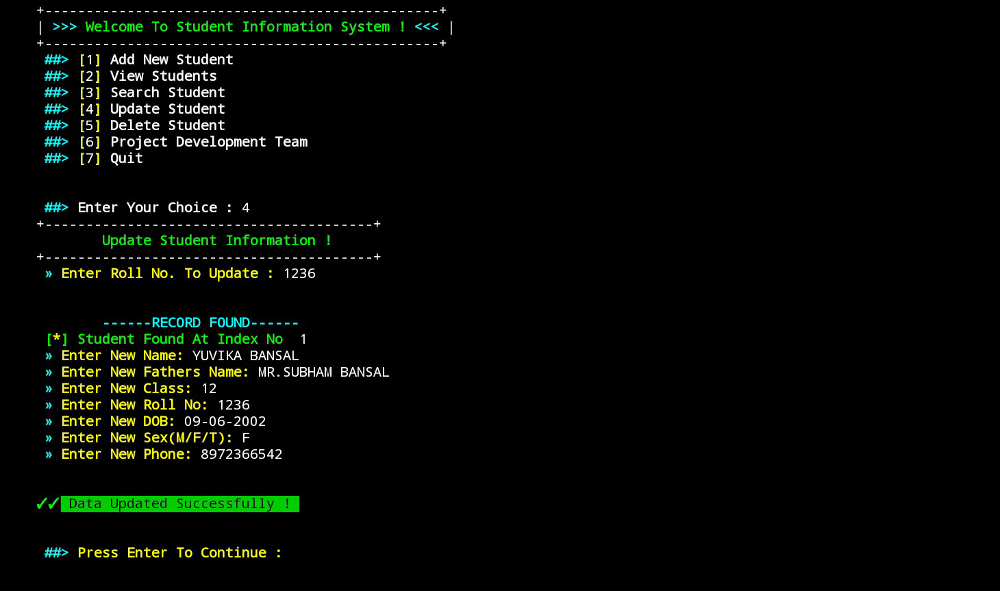 +------------------------------------------------+
| >>> Welcome To Student Information System ! <<< |
+------------------------------------------------+
##> [1] Add New Student
##> [2] View Students
##> [3] Search Student
##> [4] Update Student
##> [5] Delete Student
##> [6] Project Development Team
##> [7] Quit
##> Enter Your Choice : 4
+----------------------------------------+
Update Student Information !
+----------------------------------------+
» Enter Roll No. To Update : 1236
------RECORD FOUND------
[*] Student Found At Index No  1
» Enter New Name: YUVIKA BANSAL
» Enter New Fathers Name: MR.SUBHAM BANSAL
» Enter New Class: 12
» Enter New Roll No: 1236
» Enter New DOB: 09-06-2002
» Enter New Sex(M/F/T): F
» Enter New Phone: 8972366542
✓✓ Data Updated Successfully !
##> Press Enter To Continue :